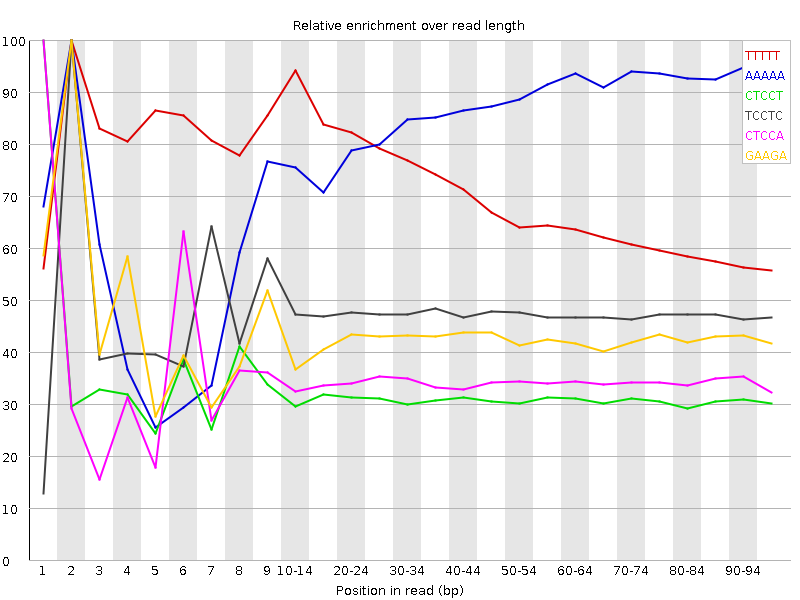 Relative enrichment over read length
100
90
80
70
60
50
40
30
20
10
0
TTTTT
AAAAA
CTCCT
TCCTC
CTCCA
GAAGA
1 2 3 4 5 6 7 8 9 10-14 20-24 30-34 40-44 50-54 60-64 70-74 80-84 90-94
Position in read (bp)